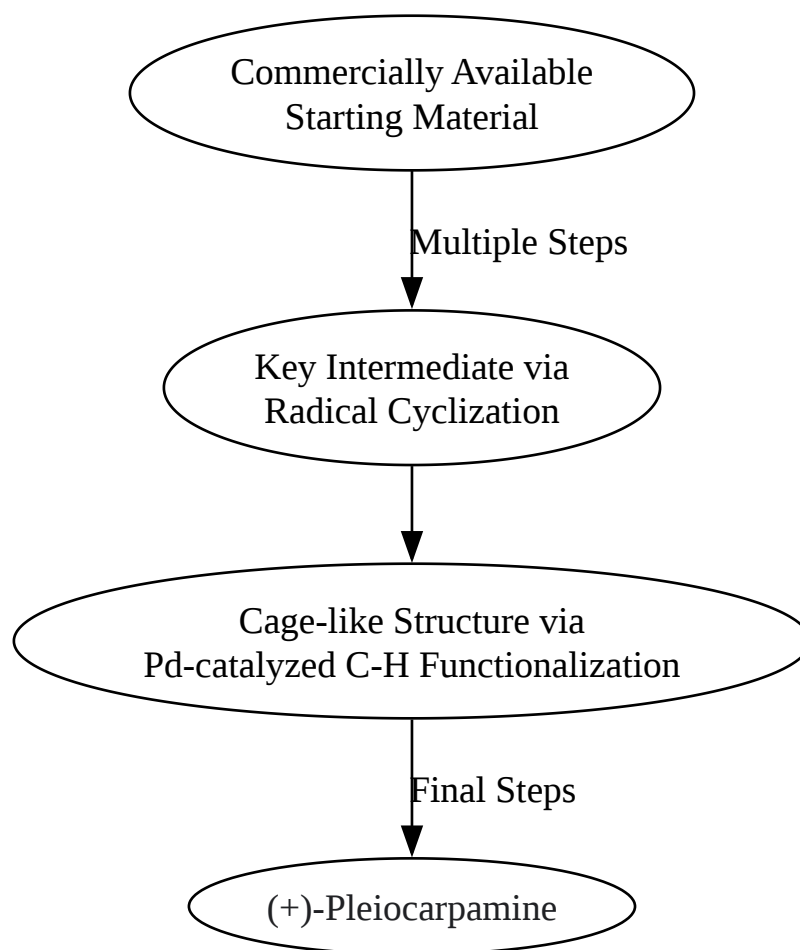 Commercially Available
Starting Material
Multiple Steps
Key Intermediate via
Radical Cyclization
Cage-like Structure via
Pd-catalyzed C-H Functionalization
Final Steps
(+)-Pleiocarpamine